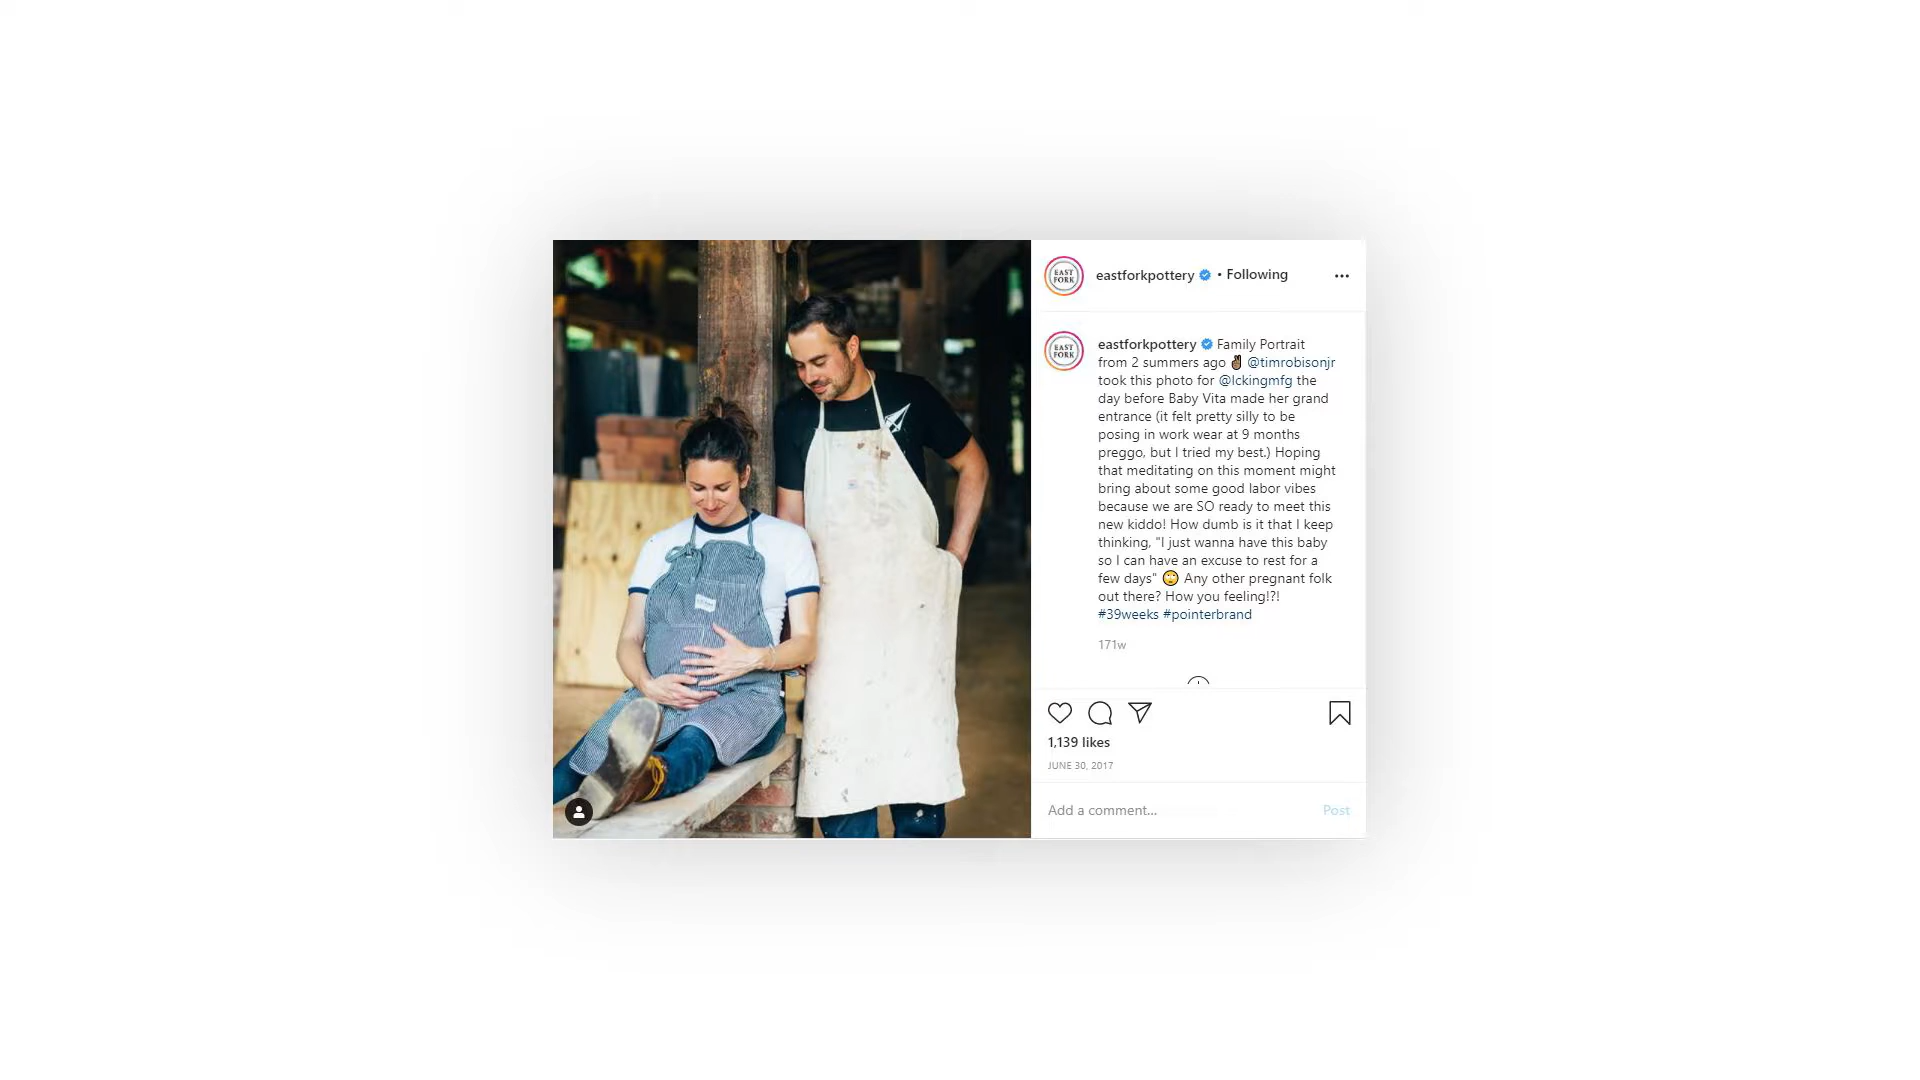 EAST
FORK
eastforkpottery • Following
EAST
FORK
eastforkpottery Family Portrait
from 2 summers ago ✌🏾 @timrobisonjr
took this photo for @lckingmfg the
day before Baby Vita made her grand
entrance (it felt pretty silly to be
posing in work wear at 9 months
preggo, but I tried my best.) Hoping
that meditating on this moment might
bring about some good labor vibes
because we are SO ready to meet this
new kiddo! How dumb is it that I keep
thinking, "I just wanna have this baby
so I can have an excuse to rest for a
few days" 🙄 Any other pregnant folk
out there? How you feeling!?!
#39weeks #pointerbrand
171w
1,139 likes
JUNE 30, 2017
Add a comment...
Post